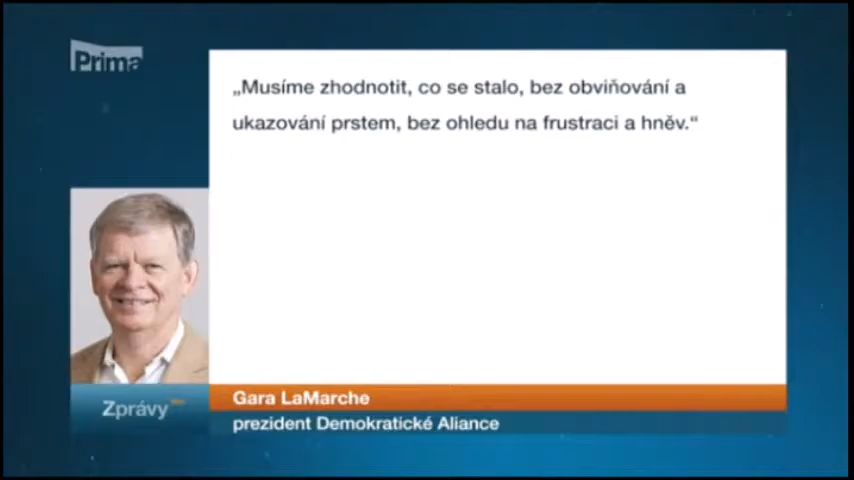 Prima
„Musíme zhodnotit, co se stalo, bez obviňování a
ukazování prstem, bez ohledu na frustraci a hněv.“
Zprávy
Gara LaMarche
prezident Demokratické Aliance